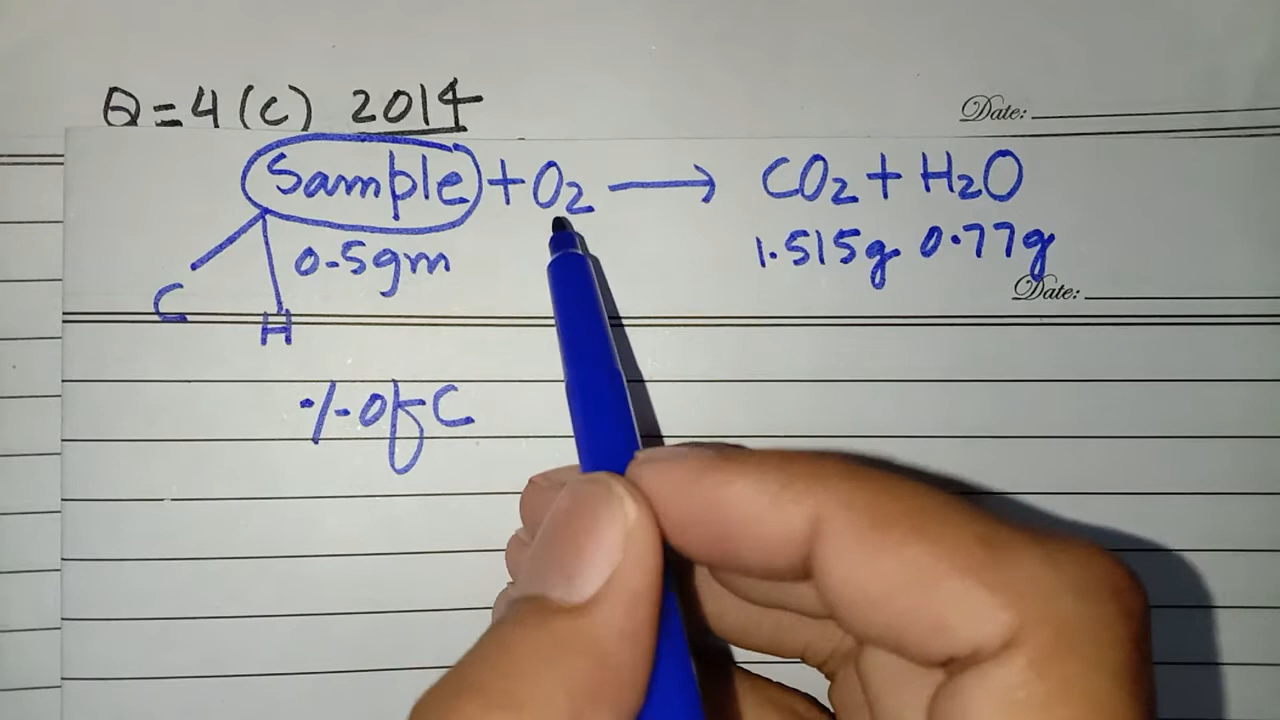 Q=4(c) 2014
Date:
Sample + O2 → CO2 + H2O
0.5gm 1.515g 0.77g
Date:
C H
% of C